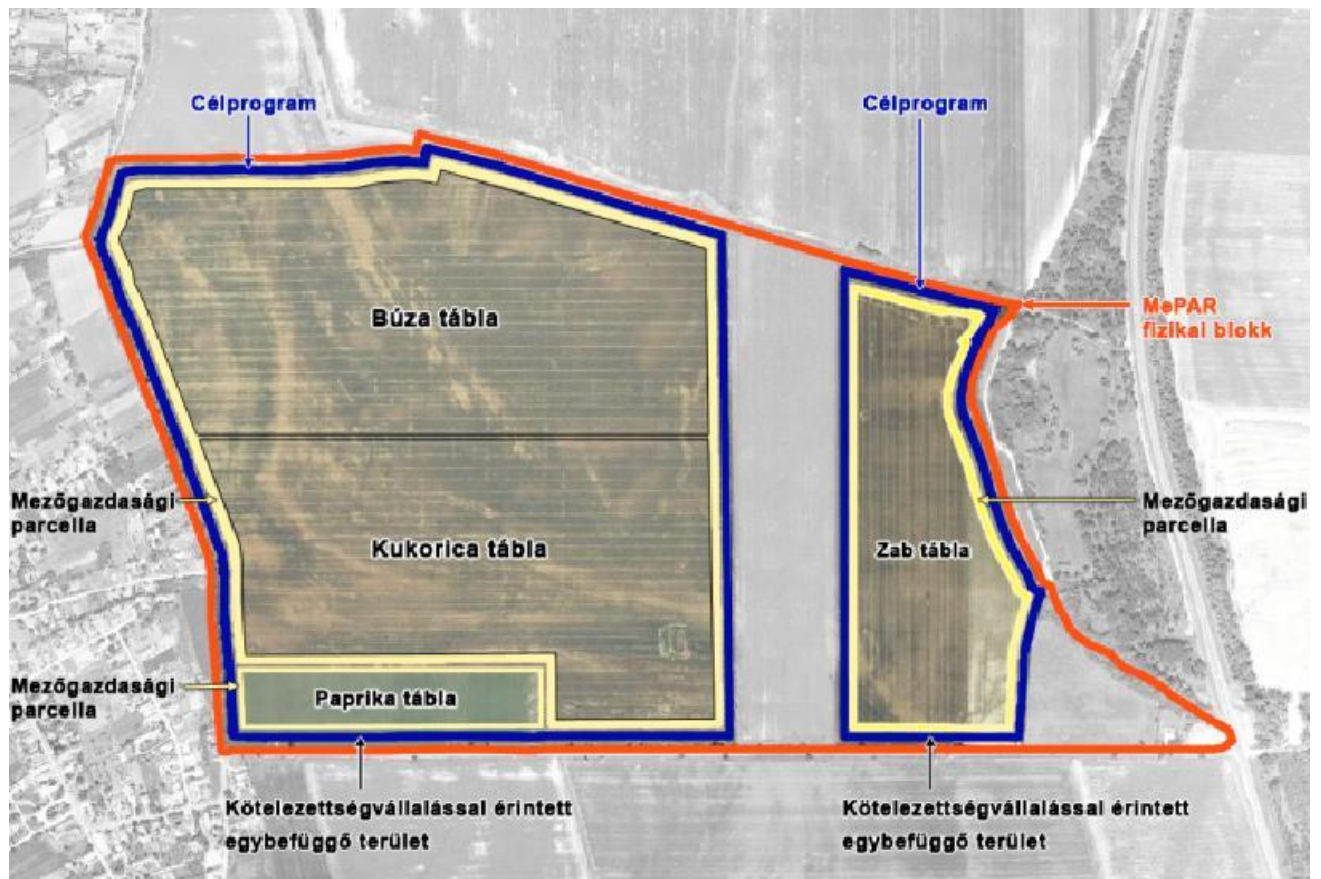 Célprogram
Célprogram
MePAR
fizikai blokk
Búza tábla
Mezőgazdasági
parcella
Mezőgazdasági
parcella
Kukorica tábla
Zab tábla
Mezőgazdasági
parcella
Paprika tábla
Kötelezettségvállalással érintett
egybefüggő terület
Kötelezettségvállalással érintett
egybefüggő terület